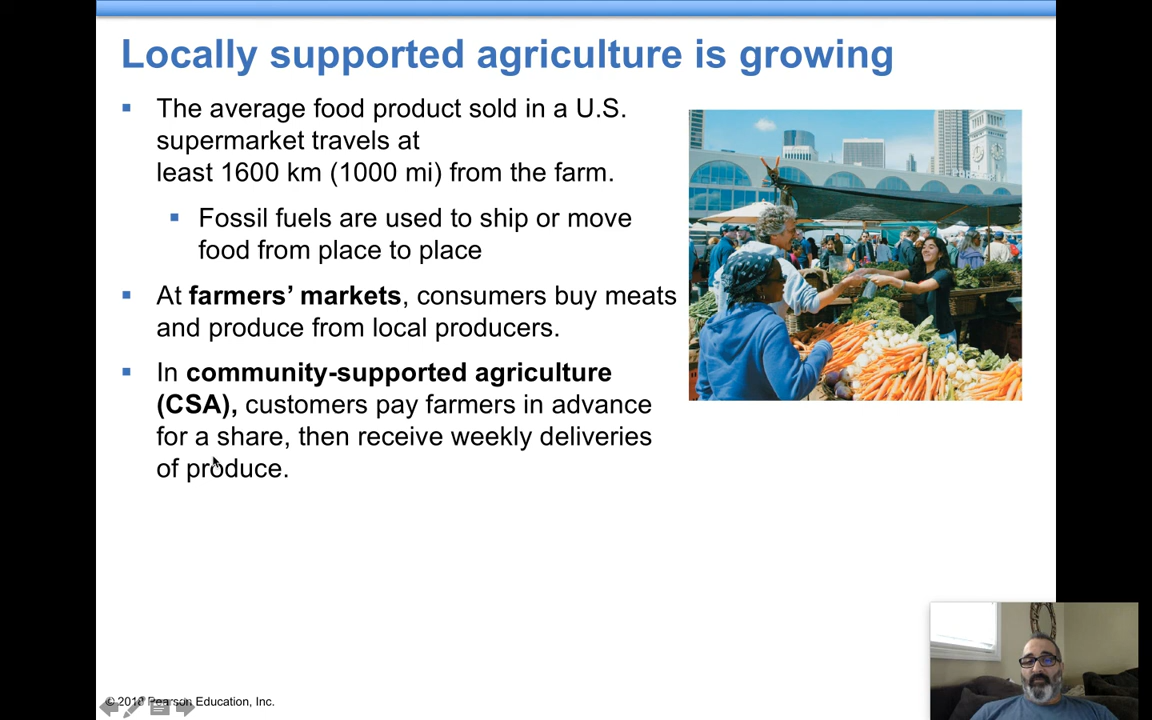 Locally supported agriculture is growing
The average food product sold in a U.S.
supermarket travels at
least 1600 km (1000 mi) from the farm.
Fossil fuels are used to ship or move
food from place to place
At farmers’ markets, consumers buy meats
and produce from local producers.
In community-supported agriculture
(CSA), customers pay farmers in advance
for a share, then receive weekly deliveries
of produce.
© Pearson Education, Inc.